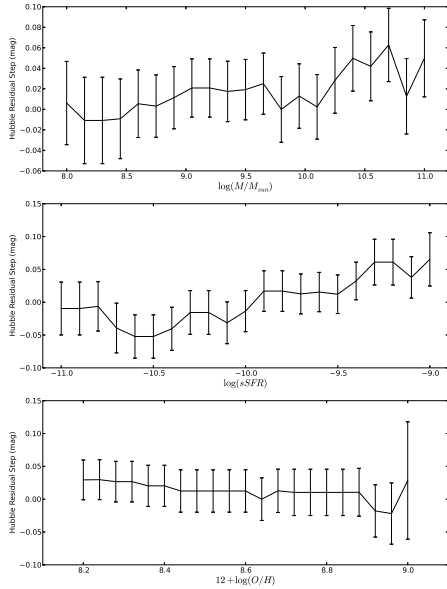 0.10
0.08
0.06
0.04
0.02
0.00
−0.02
−0.04
−0.06
Hubble Residual Step (mag)
8.0 8.5 9.0 9.5 10.0 10.5 11.0
log(M/M_sun)
0.15
0.10
0.05
0.00
−0.05
−0.10
Hubble Residual Step (mag)
−11.0 −10.5 −10.0 −9.5 −9.0
log(sSFR)
0.15
0.10
0.05
0.00
−0.05
−0.10
Hubble Residual Step (mag)
8.2 8.4 8.6 8.8 9.0
12+log(O/H)